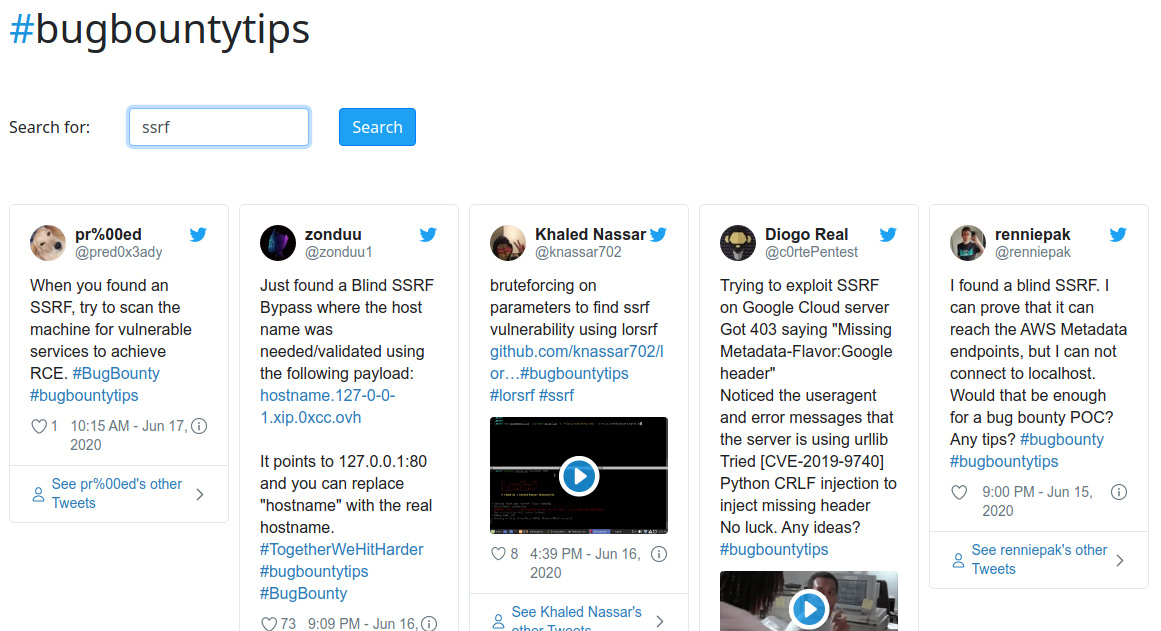 #bugbountytips
Search for:
ssrf
Search
pr%00ed
@pred0x3ady
When you found an
SSRF, try to scan the
machine for vulnerable
services to achieve
RCE. #BugBounty
#bugbountytips
1 10:15 AM - Jun 17,
2020
See pr%00ed's other
Tweets
zonduu
@zonduu1
Just found a Blind SSRF
Bypass where the host
name was
needed/validated using
the following payload:
hostname.127-0-0-
1.xip.0xcc.ovh
It points to 127.0.0.1:80
and you can replace
"hostname" with the real
hostname.
#TogetherWeHitHarder
#bugbountytips
#BugBounty
73 9:09 PM - Jun 16,
Khaled Nassar
@knassar702
bruteforcing on
parameters to find ssrf
vulnerability using lorsrf
github.com/knassar702/l
or…#bugbountytips
#lorsrf #ssrf
8 4:39 PM - Jun 16,
2020
See Khaled Nassar's
other Tweets
Diogo Real
@c0rtePentest
Trying to exploit SSRF
on Google Cloud server
Got 403 saying "Missing
Metadata-Flavor:Google
header"
Noticed the useragent
and error messages that
the server is using urllib
Tried [CVE-2019-9740]
Python CRLF injection to
inject missing header
No luck. Any ideas?
#bugbountytips
renniepak
@renniepak
I found a blind SSRF. I
can prove that it can
reach the AWS Metadata
endpoints, but I can not
connect to localhost.
Would that be enough
for a bug bounty POC?
Any tips? #bugbounty
#bugbountytips
9:00 PM - Jun 15,
2020
See renniepak's other
Tweets